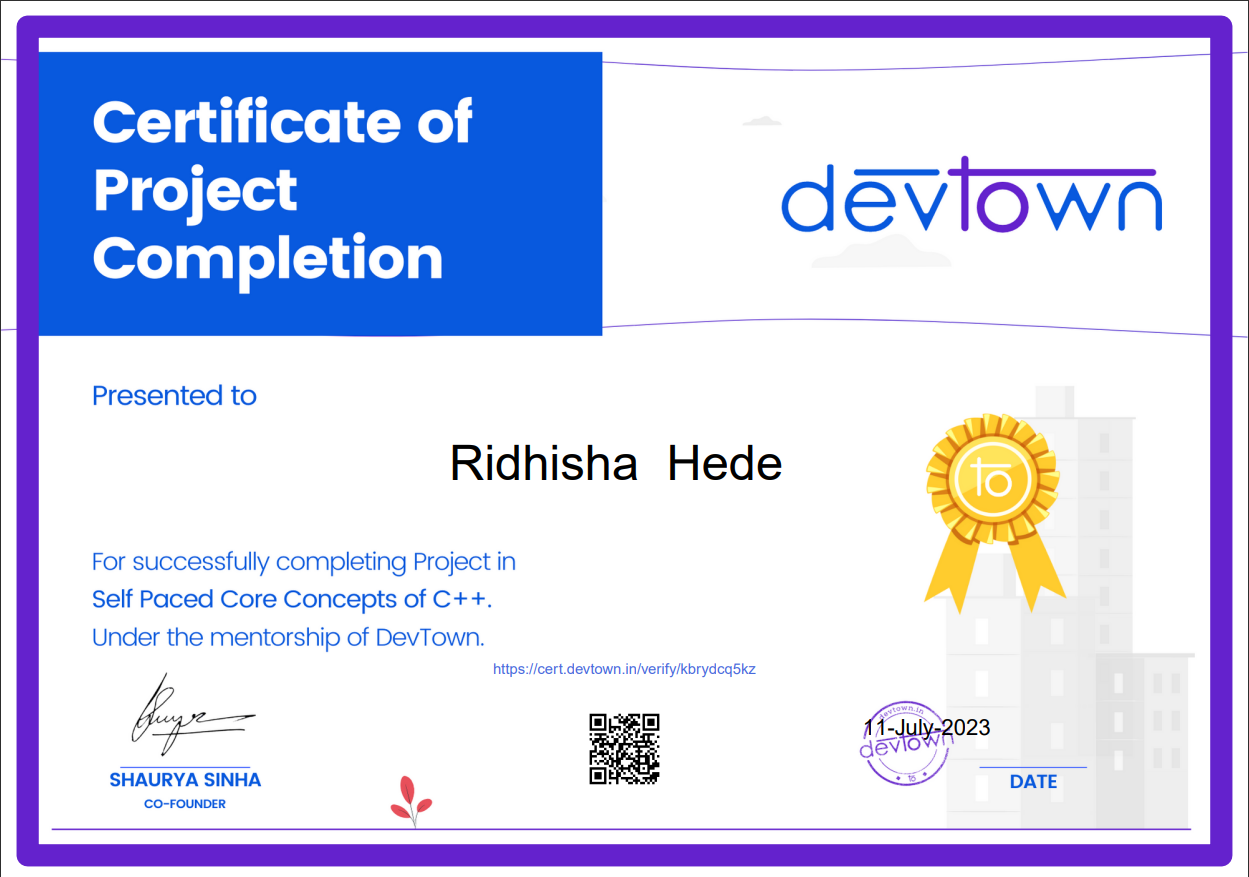 Certificate of
Project
Completion
devtown
Presented to
Ridhisha Hede
to
For successfully completing Project in
Self Paced Core Concepts of C++.
Under the mentorship of DevTown.
https://cert.devtown.in/verify/kbrydcq5kz
devtown.in
11-July-2023
devtown
to
SHAURYA SINHA
CO-FOUNDER
DATE